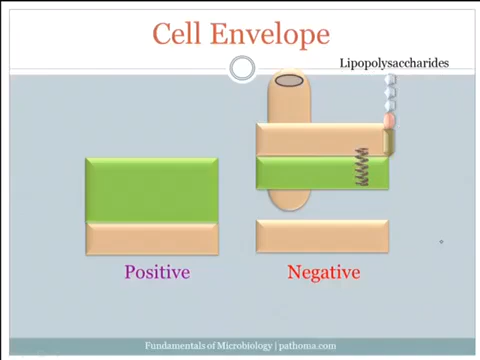 Cell Envelope
Lipopolysaccharides
Positive
Negative
Fundamentals of Microbiology | pathoma.com